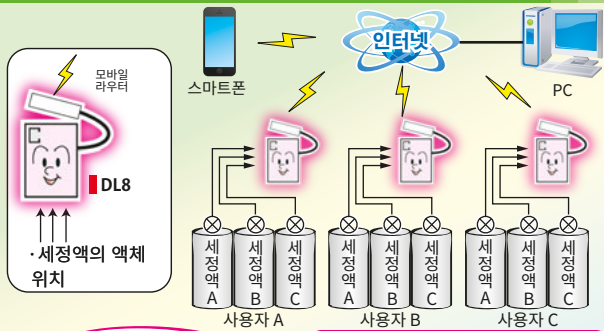 인터넷
스마트폰
PC
모바일
라우터
C
DL8
·세정액의 액체
위치
C
C
C
세정액 A
세정액 B
세정액 C
세정액 A
세정액 B
세정액 C
세정액 A
세정액 B
세정액 C
사용자 A
사용자 B
사용자 C